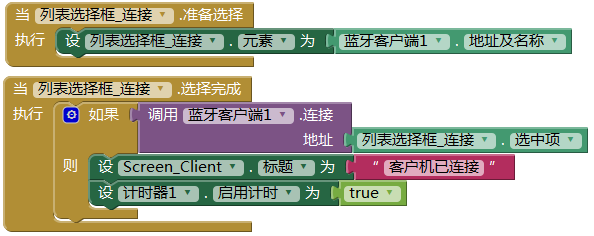 当 列表选择框_连接 .准备选择
执行 设 列表选择框_连接 . 元素 为 蓝牙客户端1 . 地址及名称
当 列表选择框_连接 .选择完成
执行 如果 调用 蓝牙客户端1 .连接
地址 列表选择框_连接 . 选中项
则 设 Screen_Client . 标题 为 “ 客户机已连接 ”
设 计时器1 . 启用计时 为 true